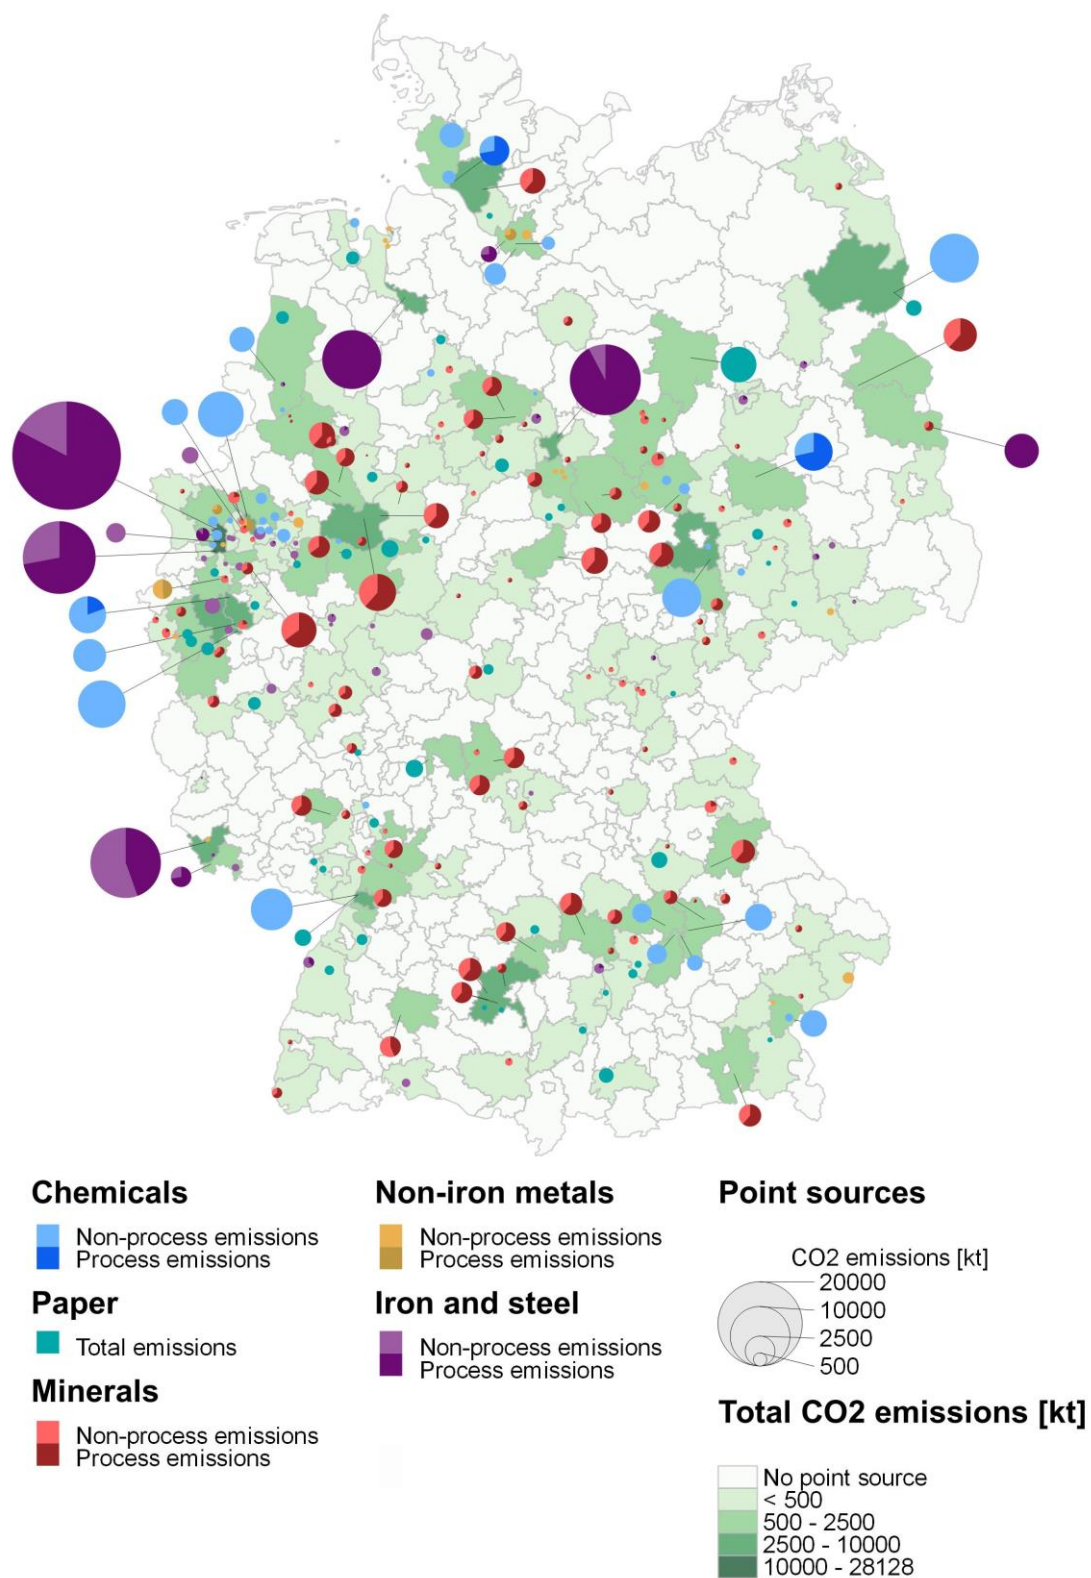 Chemicals
Non-process emissions
Process emissions
Paper
Total emissions
Minerals
Non-process emissions
Process emissions
Non-iron metals
Non-process emissions
Process emissions
Iron and steel
Non-process emissions
Process emissions
Point sources
CO2 emissions [kt]
20000
10000
2500
500
Total CO2 emissions [kt]
No point source
< 500
500 - 2500
2500 - 10000
10000 - 28128